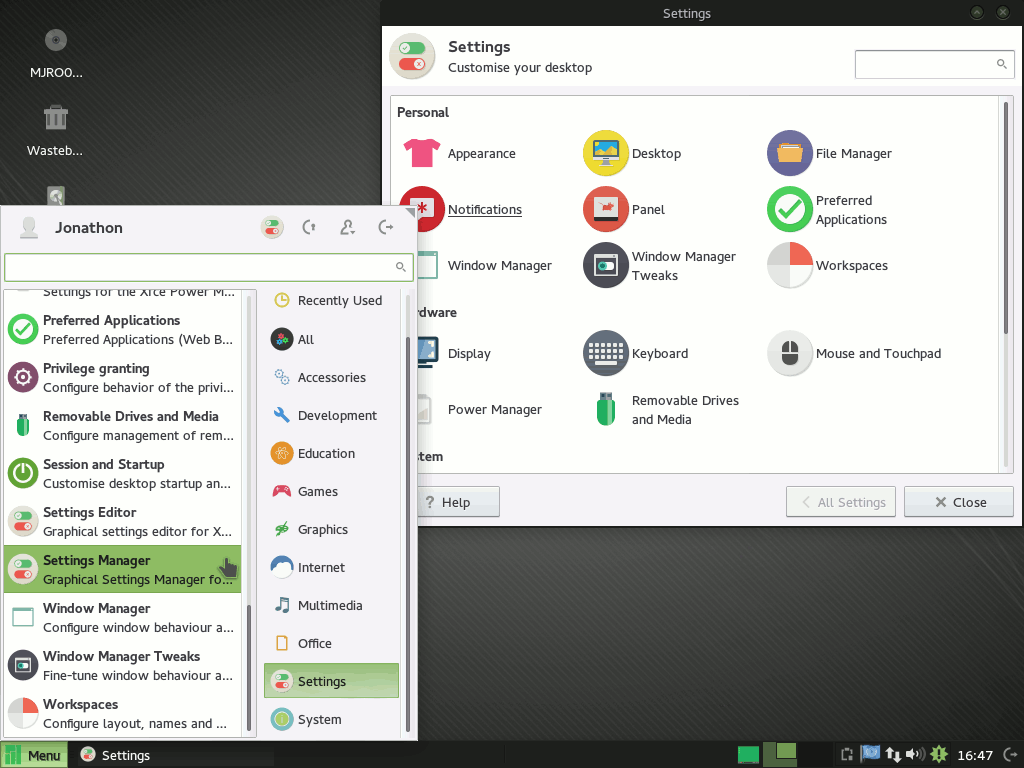 MJRO0...
Wasteb...
Settings
Settings
Customise your desktop
Personal
Appearance
Desktop
File Manager
Notifications
Panel
Preferred
Applications
Window Manager
Window Manager
Tweaks
Workspaces
rdware
Display
Keyboard
Mouse and Touchpad
Power Manager
Removable Drives
and Media
stem
? Help
All Settings
Close
Jonathon
Settings for the Xfce Power M...
Preferred Applications
Preferred Applications (Web B...
Privilege granting
Configure behavior of the privi...
Removable Drives and Media
Configure management of rem...
Session and Startup
Customise desktop startup an...
Settings Editor
Graphical settings editor for X...
Settings Manager
Graphical Settings Manager fo...
Window Manager
Configure window behaviour a...
Window Manager Tweaks
Fine-tune window behaviour a...
Workspaces
Configure layout, names and ...
Recently Used
All
Accessories
Development
Education
Games
Graphics
Internet
Multimedia
Office
Settings
System
Menu
Settings
16:47